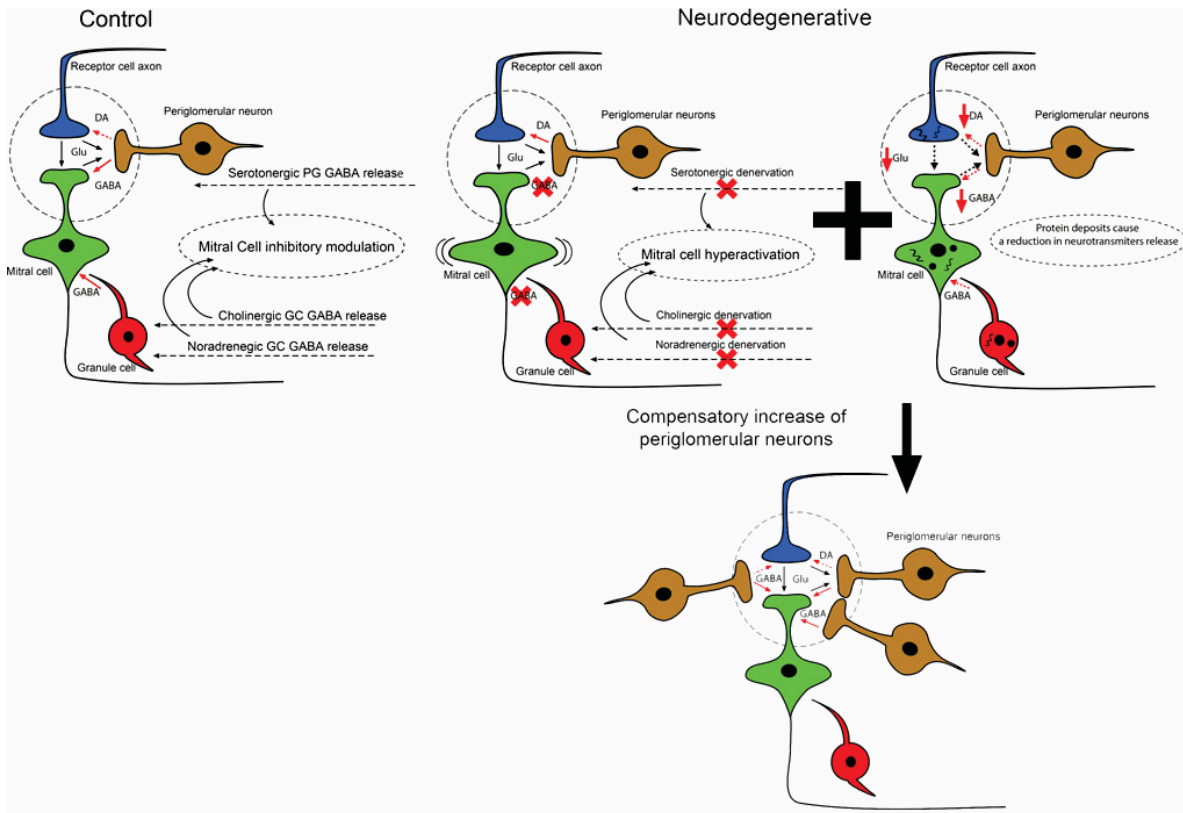 Control
Receptor cell axon
Periglomerular neuron
DA
Glu
GABA
Serotonergic PG GABA release
Mitral Cell inhibitory modulation
Mitral cell
GABA
Cholinergic GC GABA release
Noradrenegic GC GABA release
Granule cell
Neurodegenerative
Receptor cell axon
Periglomerular neurons
DA
Glu
GABA
Serotonergic denervation
Mitral cell hyperactivation
Mitral cell
GABA
Cholinergic denervation
Noradrenergic denervation
Granule cell
Receptor cell axon
Periglomerular neurons
DA
Glu
GABA
Protein deposits cause
a reduction in neurotransmiters release
Mitral cell
GABA
Granule cell
Compensatory increase of
periglomerular neurons
Periglomerular neurons
DA
GABA
Glu
GABA